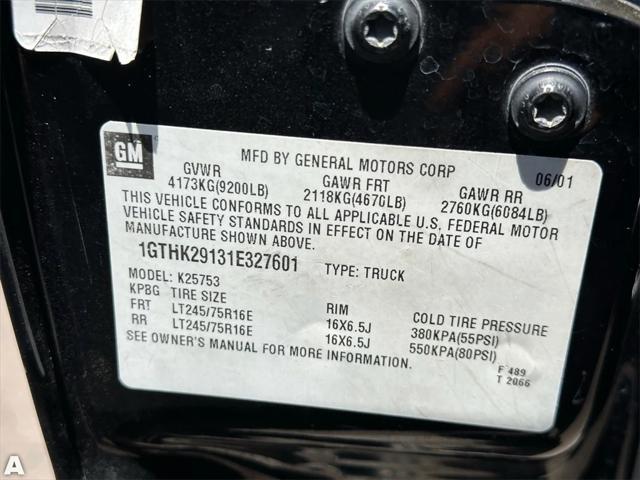 GM
MFD BY GENERAL MOTORS CORP 06/01
GVWR GAWR FRT GAWR RR
4173KG(9200LB) 2118KG(4670LB) 2760KG(6084LB)
THIS VEHICLE CONFORMS TO ALL APPLICABLE U.S. FEDERAL MOTOR
VEHICLE SAFETY STANDARDS IN EFFECT ON THE DATE OF
MANUFACTURE SHOWN ABOVE.
1GTHK29131E327601 TYPE: TRUCK
MODEL: K25753
KPBG TIRE SIZE RIM COLD TIRE PRESSURE
FRT LT245/75R16E 16X6.5J 380KPA(55PSI)
RR LT245/75R16E 16X6.5J 550KPA(80PSI)
SEE OWNER'S MANUAL FOR MORE INFORMATION.
F 489
T 2066
A